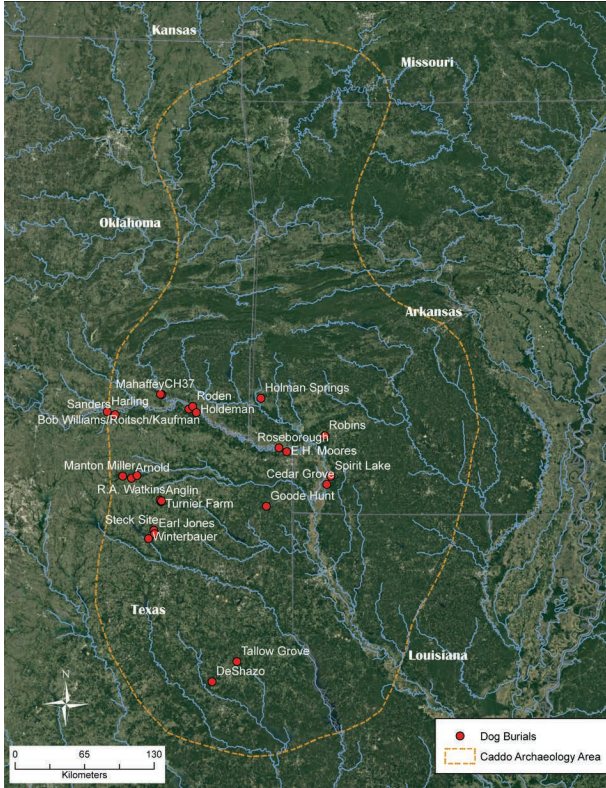 Kansas
Missouri
Oklahoma
Arkansas
MahaffeyCH37
Holman Springs
Roden
Sanders
Harling
Holdeman
Bob Williams/Roitsch/Kaufman
Robins
Roseborough
E.H. Moores
Manton Miller
Arnold
Spirit Lake
Cedar Grove
R.A. Watkins
Anglin
Goode Hunt
Turnier Farm
Steck Site
Earl Jones
Winterbauer
Texas
Tallow Grove
Louisiana
DeShazo
N
0 65 130
Kilometers
Dog Burials
Caddo Archaeology Area